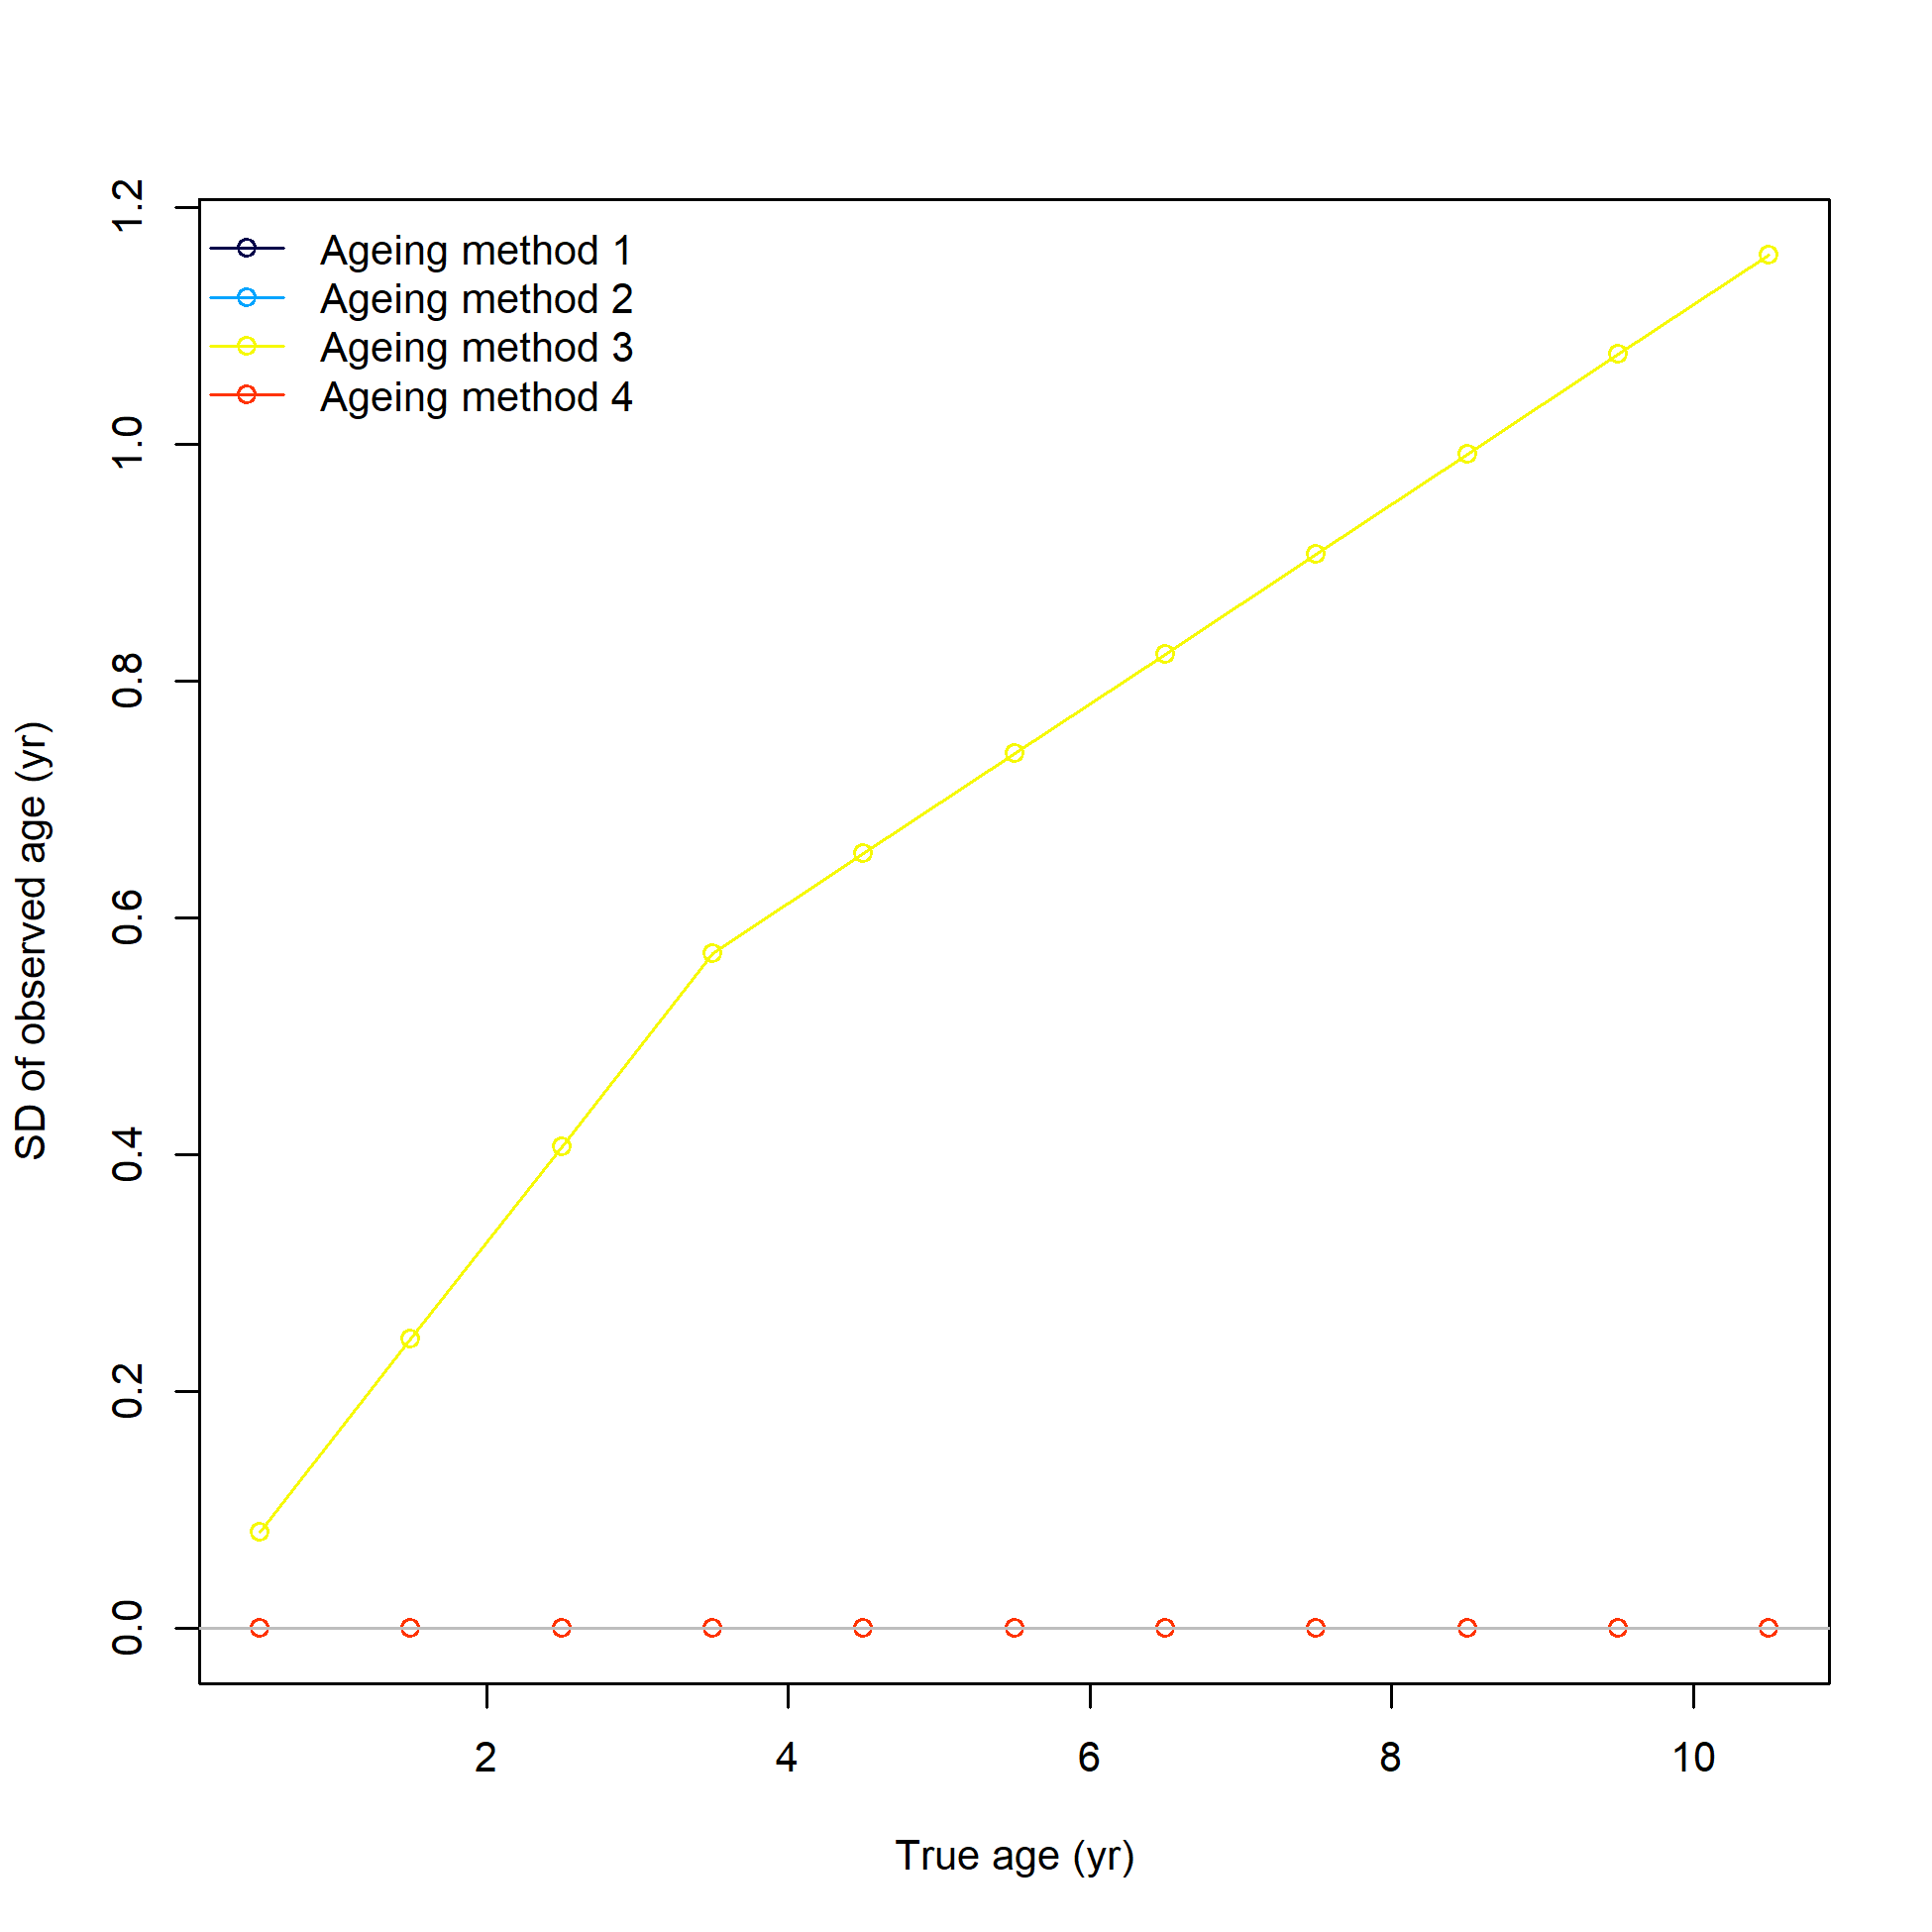 Ageing method 1
Ageing method 2
Ageing method 3
Ageing method 4
SD of observed age (yr)
1.2
1.0
0.8
0.6
0.4
0.2
0.0
2 4 6 8 10
True age (yr)